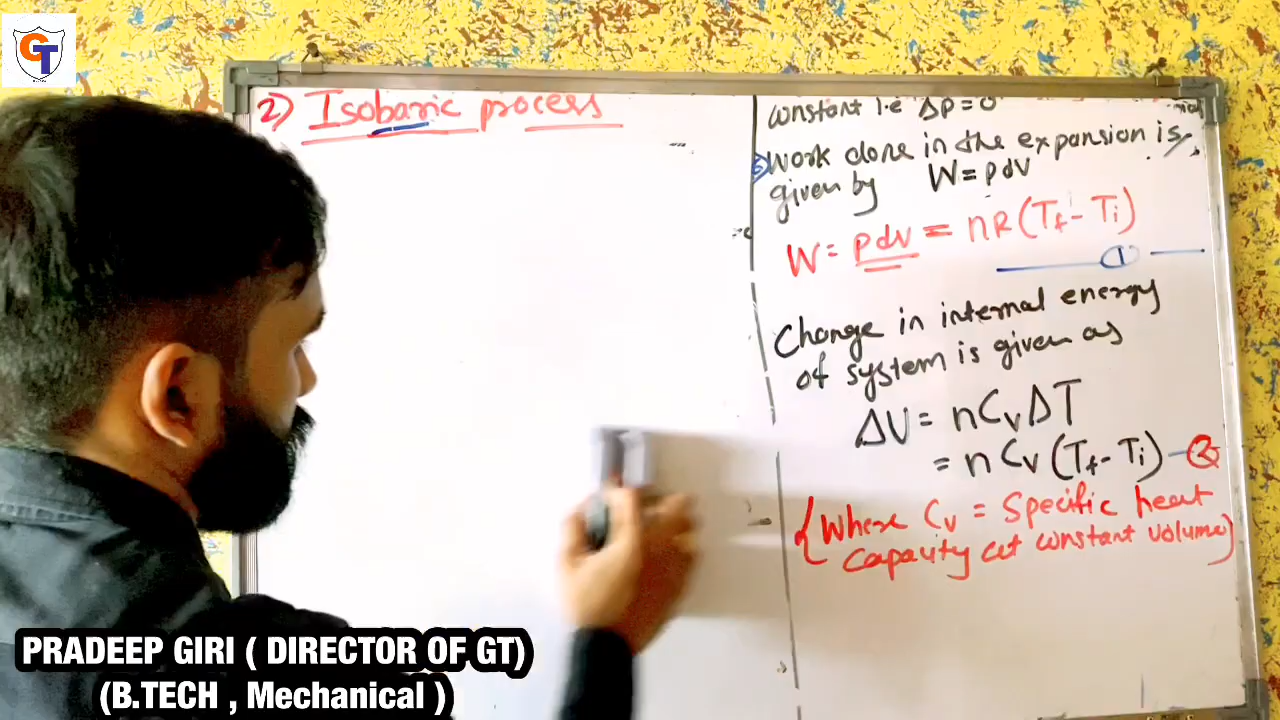 GT
2) Isobaric process
constant i.e ΔP = 0
⑥ Work done in the expansion is
given by W = pdV
W = pdV = nR(Tf - Ti)
①
Change in internal energy
of system is given as
ΔU = nCvΔT
= nCv(Tf - Ti) - ②
{Where Cv = Specific heat
capacity at constant volume}
PRADEEP GIRI ( DIRECTOR OF GT)
(B.TECH , Mechanical )